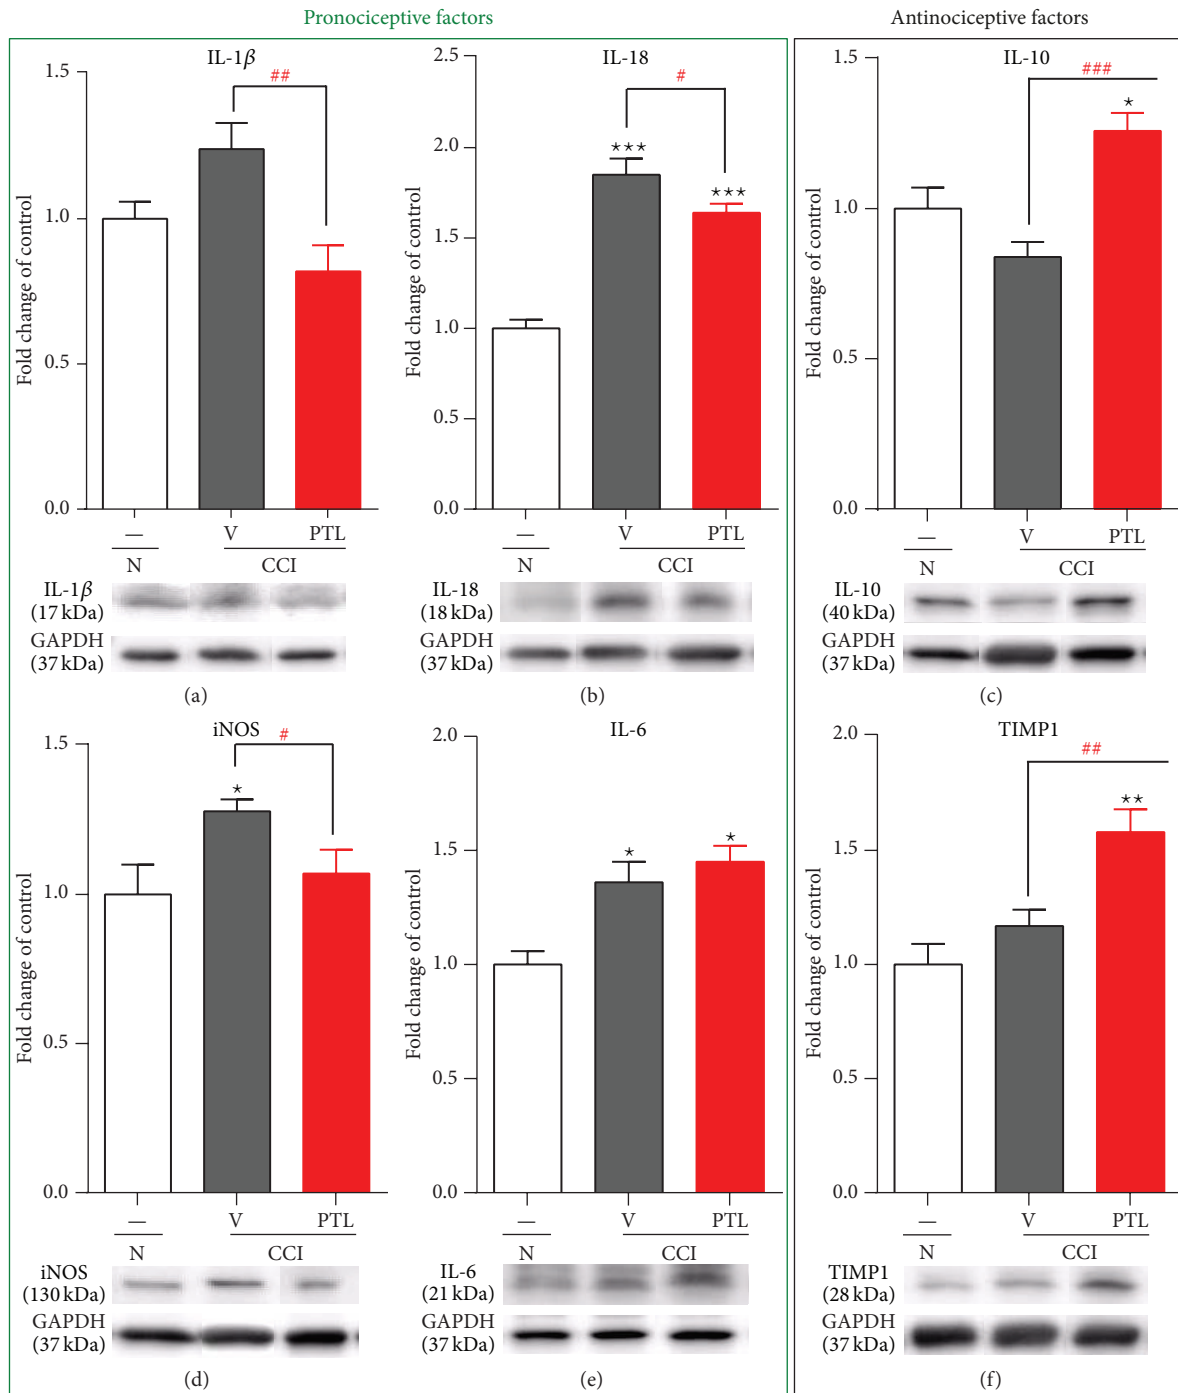 Pronociceptive factors
Antinociceptive factors
IL-1β
##
Fold change of control
1.5
1.0
0.5
0.0
— V PTL
N CCI
IL-1β
(17 kDa)
GAPDH
(37 kDa)
(a)
IL-18
#
***
***
Fold change of control
2.5
2.0
1.5
1.0
0.5
0.0
— V PTL
N CCI
IL-18
(18 kDa)
GAPDH
(37 kDa)
(b)
IL-10
###
*
Fold change of control
1.5
1.0
0.5
0.0
— V PTL
N CCI
IL-10
(40 kDa)
GAPDH
(37 kDa)
(c)
iNOS
#
*
Fold change of control
1.5
1.0
0.5
0.0
— V PTL
N CCI
iNOS
(130 kDa)
GAPDH
(37 kDa)
(d)
IL-6
*
*
Fold change of control
2.0
1.5
1.0
0.5
0.0
— V PTL
N CCI
IL-6
(21 kDa)
GAPDH
(37 kDa)
(e)
TIMP1
##
**
Fold change of control
2.0
1.5
1.0
0.5
0.0
— V PTL
N CCI
TIMP1
(28 kDa)
GAPDH
(37 kDa)
(f)